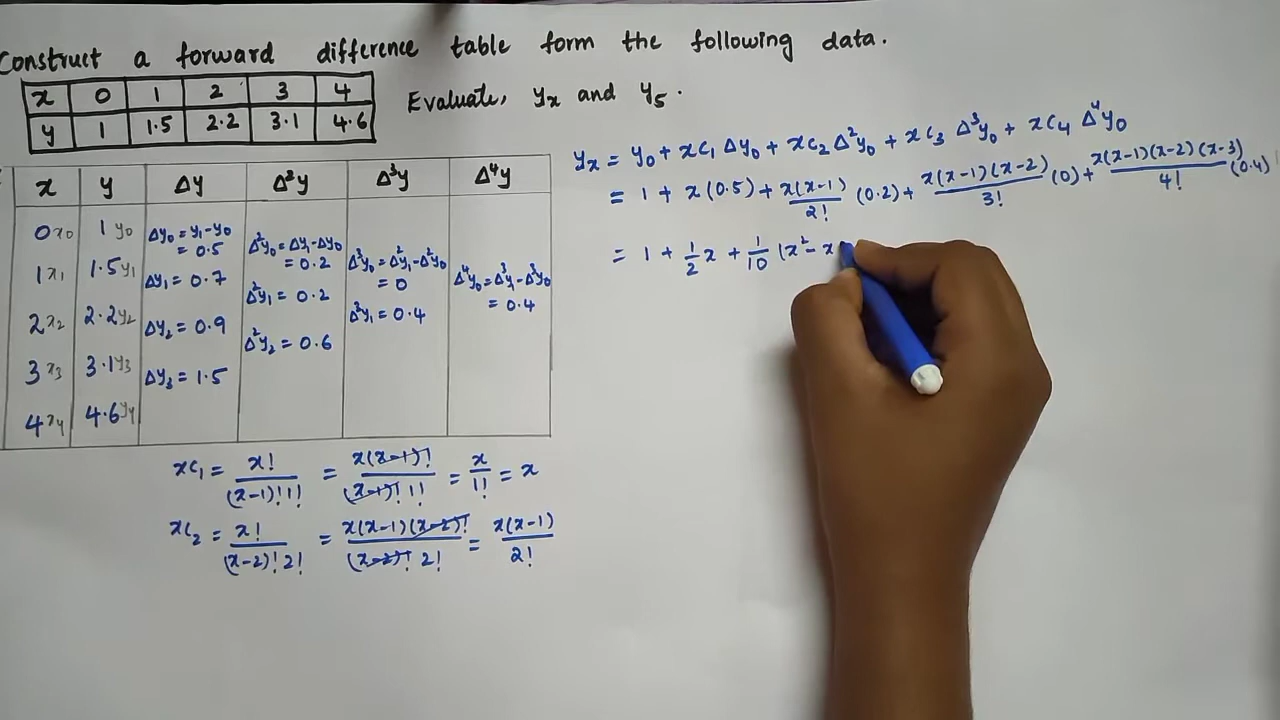 Construct a forward difference table form the following data.
x 0 1 2 3 4
y 1 1.5 2.2 3.1 4.6
Evaluate, yₓ and y₅.
x y Δy Δ²y Δ³y Δ⁴y
0 x₀ 1 y₀ Δy₀ = y₁-y₀ = 0.5 Δ²y₀ = Δy₁-Δy₀ = 0.2 Δ³y₀ = Δ²y₁-Δ²y₀ = 0 Δ⁴y₀ = Δ³y₁-Δ³y₀ = 0.4
1 x₁ 1.5 y₁ Δy₁ = 0.7 Δ²y₁ = 0.2 Δ³y₁ = 0.4
2 x₂ 2.2 y₂ Δy₂ = 0.9 Δ²y₂ = 0.6
3 x₃ 3.1 y₃ Δy₃ = 1.5
4 x₄ 4.6 y₄
xc₁ = x!/(x-1)!1! = x(x-1)!/(x-1)!1! = x/1! = x
xc₂ = x!/(x-2)!2! = x(x-1)(x-2)!/(x-2)!2! = x(x-1)/2!
yₓ = y₀ + xc₁ Δy₀ + xc₂ Δ²y₀ + xc₃ Δ³y₀ + xc₄ Δ⁴y₀
= 1 + x(0.5) + x(x-1)/2! (0.2) + x(x-1)(x-2)/3! (0) + x(x-1)(x-2)(x-3)/4! (0.4)
= 1 + 1/2 x + 1/10 (x² - x